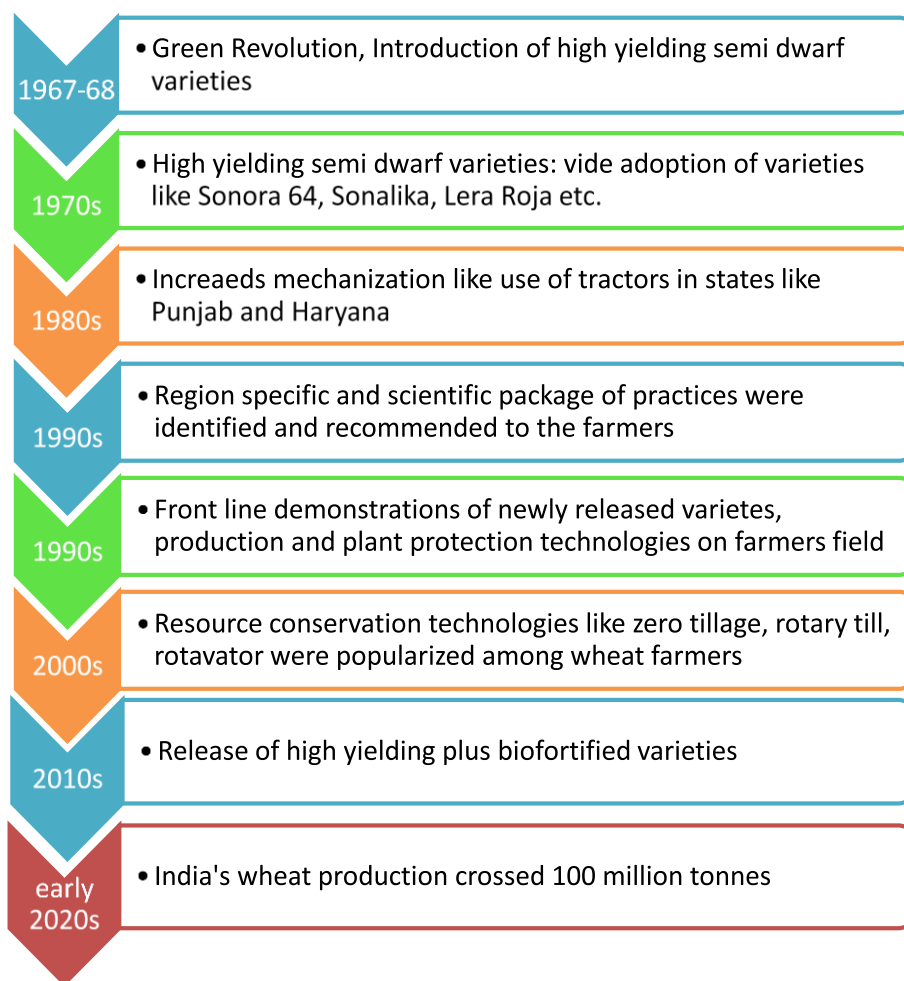 1967-68
• Green Revolution, Introduction of high yielding semi dwarf
varieties
1970s
• High yielding semi dwarf varieties: vide adoption of varieties
like Sonora 64, Sonalika, Lera Roja etc.
1980s
• Increaeds mechanization like use of tractors in states like
Punjab and Haryana
1990s
• Region specific and scientific package of practices were
identified and recommended to the farmers
1990s
• Front line demonstrations of newly released varietes,
production and plant protection technologies on farmers field
2000s
• Resource conservation technologies like zero tillage, rotary till,
rotavator were popularized among wheat farmers
2010s
• Release of high yielding plus biofortified varieties
early
2020s
• India's wheat production crossed 100 million tonnes